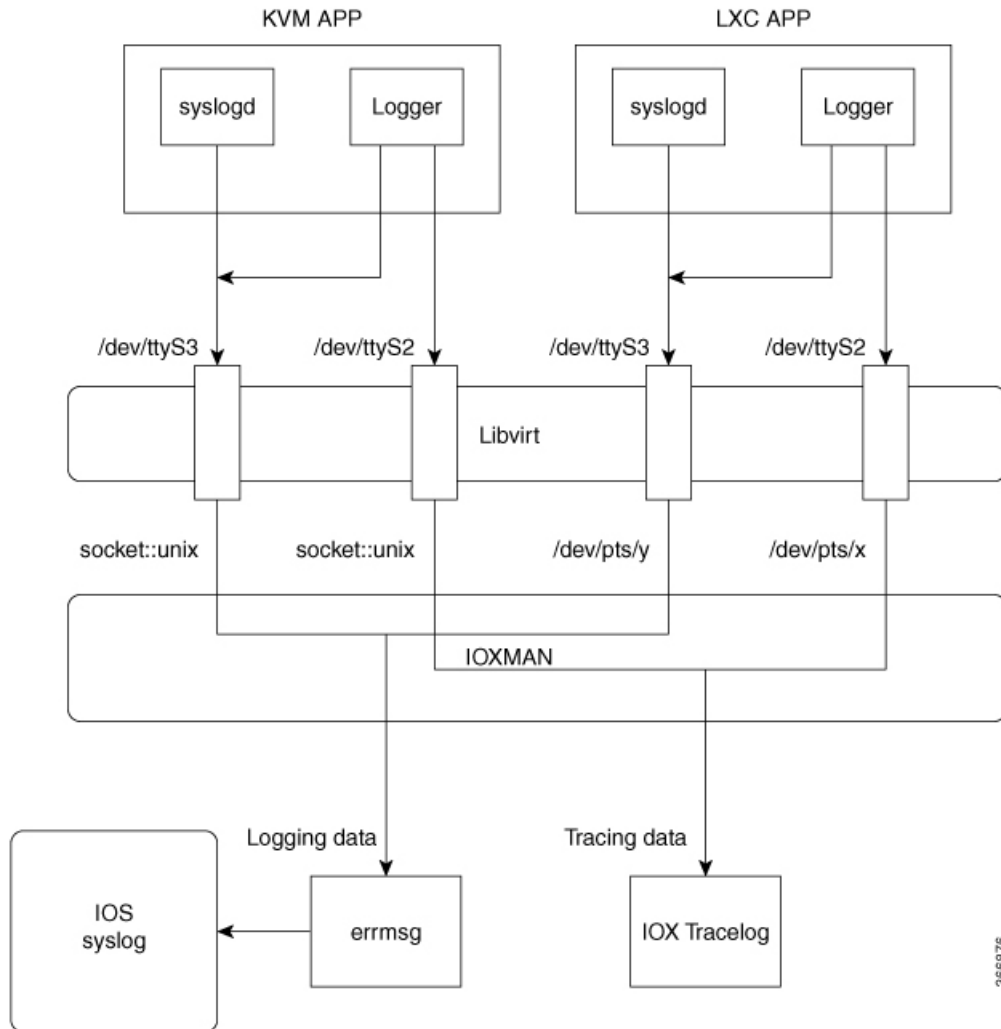 KVM APP
LXC APP
syslogd
Logger
syslogd
Logger
/dev/ttyS3
/dev/ttyS2
/dev/ttyS3
/dev/ttyS2
Libvirt
socket::unix
socket::unix
/dev/pts/y
/dev/pts/x
IOXMAN
Logging data
Tracing data
IOS
syslog
errmsg
IOX Tracelog
366976